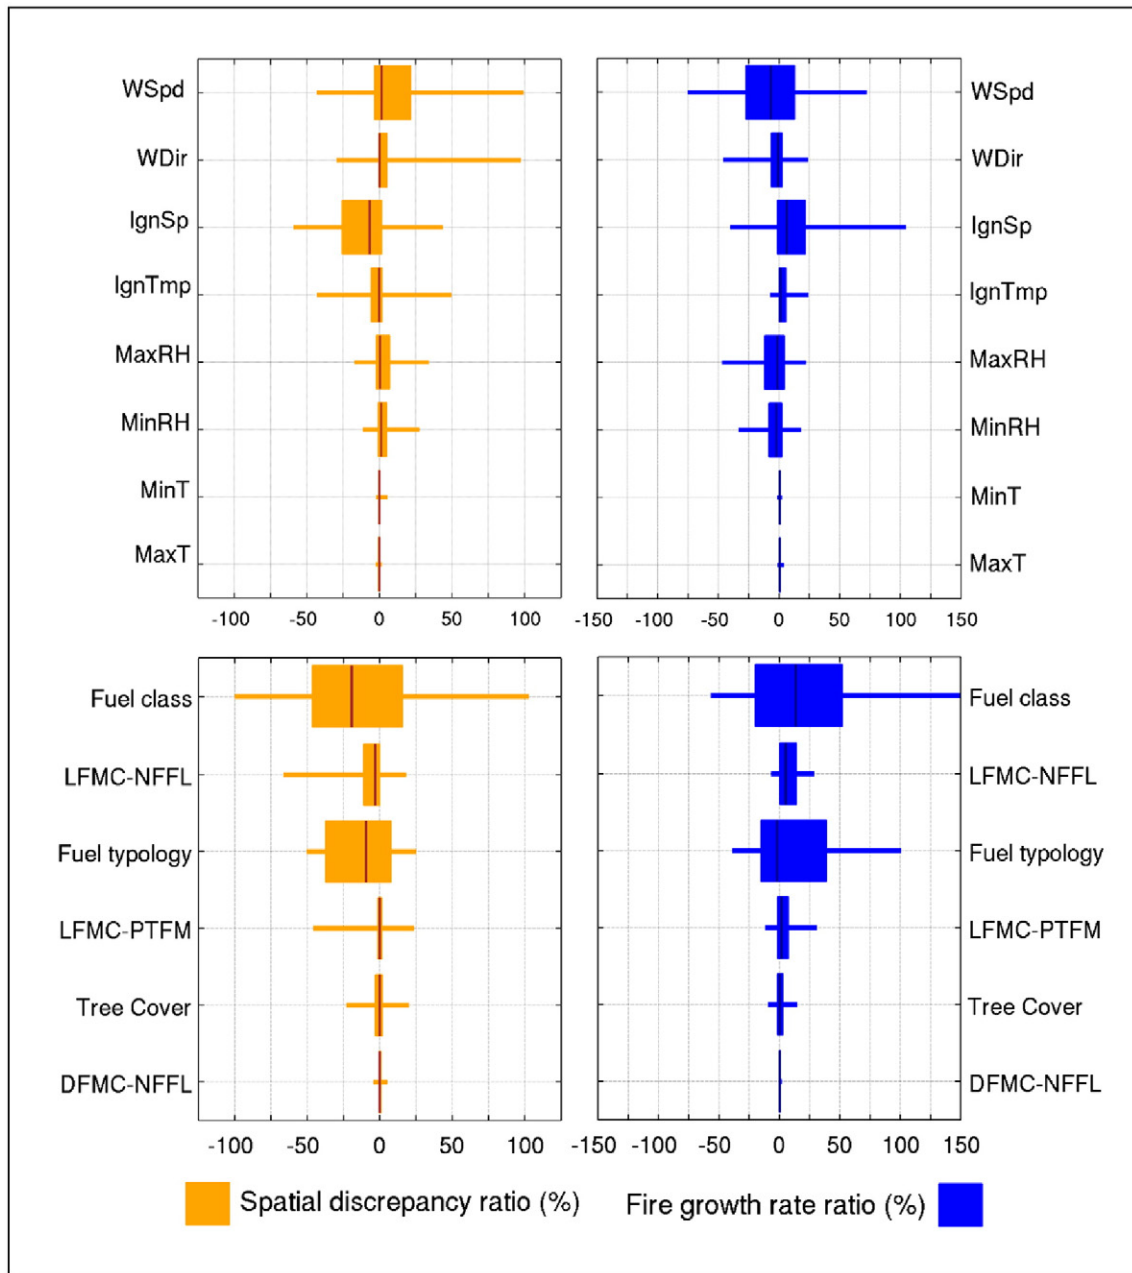 WSpd WSpd
WDir WDir
IgnSp IgnSp
IgnTmp IgnTmp
MaxRH MaxRH
MinRH MinRH
MinT MinT
MaxT MaxT
-100 -50 0 50 100 -150 -100 -50 0 50 100 150
Fuel class Fuel class
LFMC-NFFL LFMC-NFFL
Fuel typology Fuel typology
LFMC-PTFM LFMC-PTFM
Tree Cover Tree Cover
DFMC-NFFL DFMC-NFFL
-100 -50 0 50 100 -150 -100 -50 0 50 100 150
Spatial discrepancy ratio (%) Fire growth rate ratio (%)